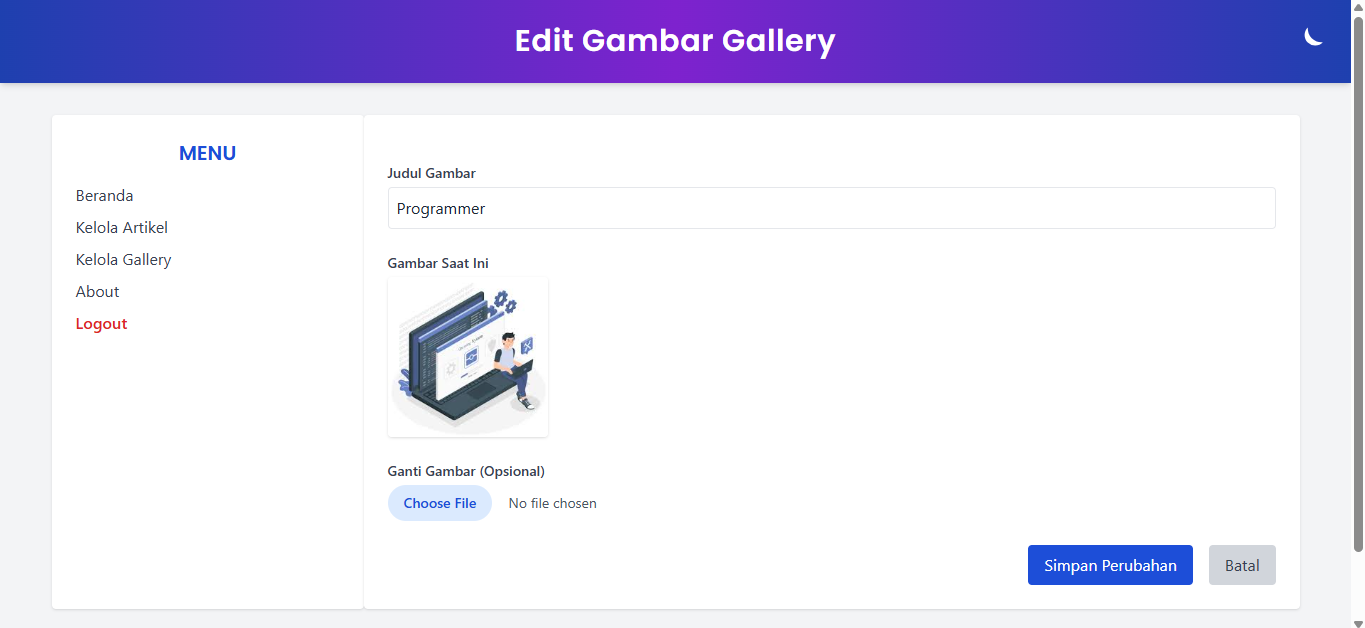 Edit Gambar Gallery
MENU
Beranda
Kelola Artikel
Kelola Gallery
About
Logout
Judul Gambar
Programmer
Gambar Saat Ini
Ganti Gambar (Opsional)
Choose File No file chosen
Simpan Perubahan Batal